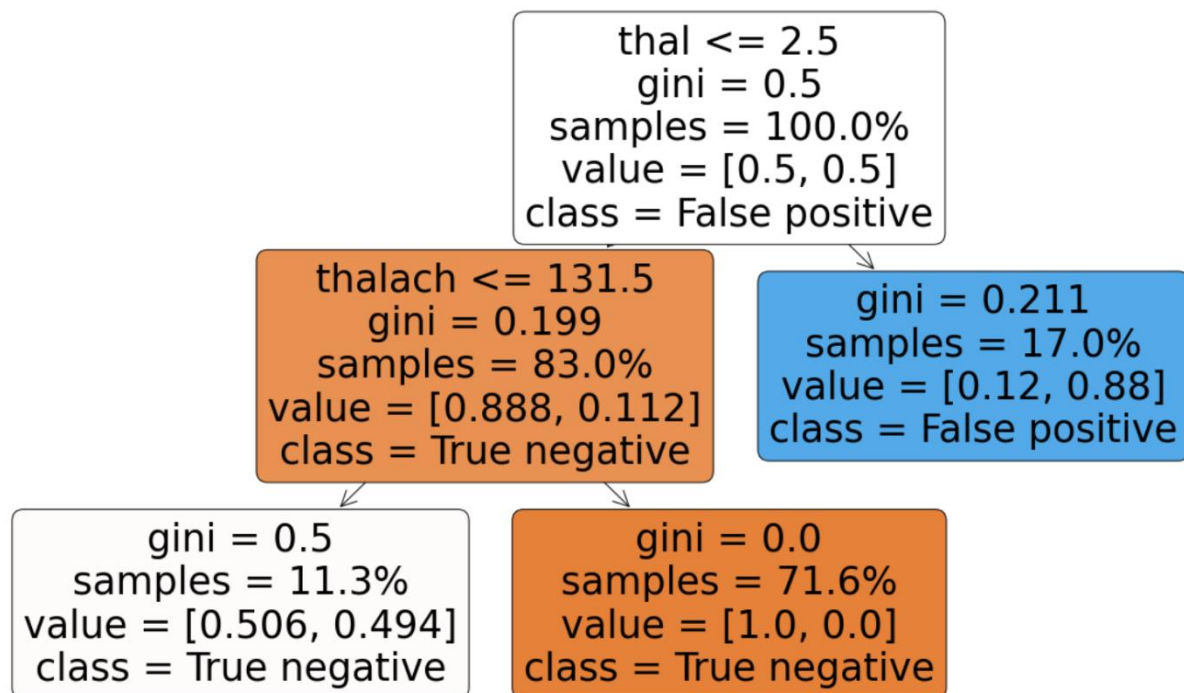 thal <= 2.5
gini = 0.5
samples = 100.0%
value = [0.5, 0.5]
class = False positive
thalach <= 131.5
gini = 0.199
samples = 83.0%
value = [0.888, 0.112]
class = True negative
gini = 0.211
samples = 17.0%
value = [0.12, 0.88]
class = False positive
gini = 0.5
samples = 11.3%
value = [0.506, 0.494]
class = True negative
gini = 0.0
samples = 71.6%
value = [1.0, 0.0]
class = True negative